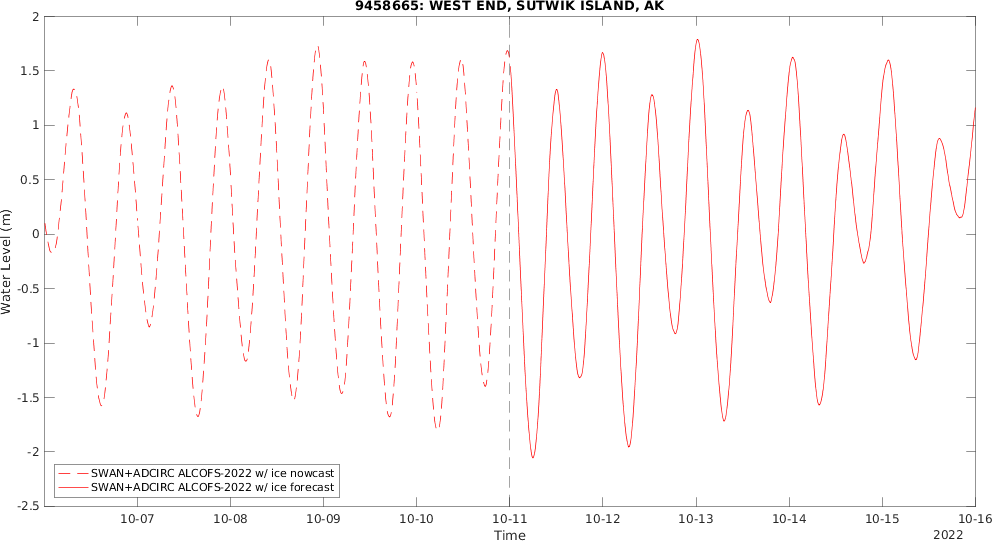 9458665: WEST END, SUTWIK ISLAND, AK
2
1.5
1
0.5
0
-0.5
-1
-1.5
-2
-2.5
Water Level (m)
SWAN+ADCIRC ALCOFS-2022 w/ ice nowcast
SWAN+ADCIRC ALCOFS-2022 w/ ice forecast
10-07 10-08 10-09 10-10 10-11 10-12 10-13 10-14 10-15 10-16
Time
2022